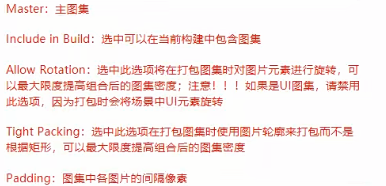 Master：主图集
Include in Build：选中可以在当前构建中包含图集
Allow Rotation：选中此选项将在打包图集时对图片元素进行旋转，可
以最大限度提高组合后的图集密度；注意！！！如果是UI图集，请禁用
此选项，因为打包时会将场景中UI元素旋转
Tight Packing：选中此选项在打包图集时使用图片轮廓来打包而不是
根据矩形，可以最大限度提高组合后的图集密度
Padding：图集中各图片的间隔像素